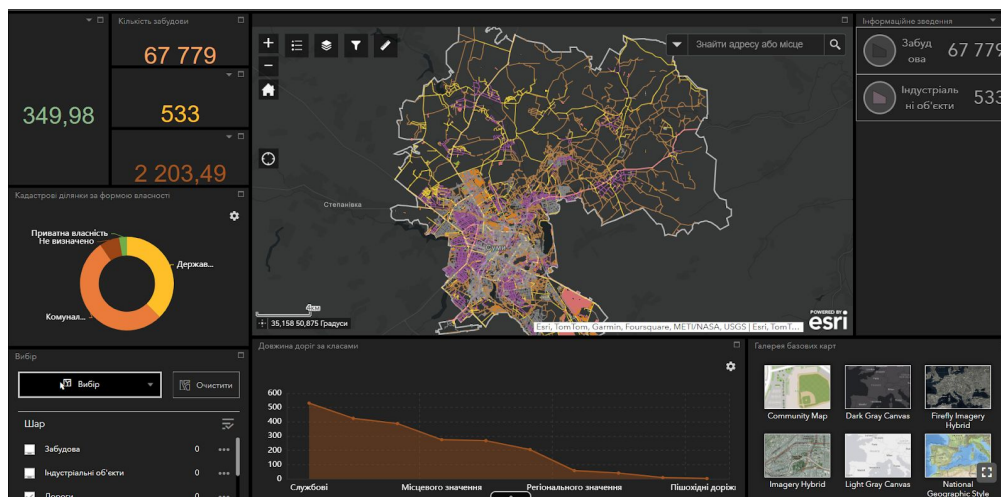 349,98
Кількість забудови
67 779
533
2 203,49
Кадастрові ділянки за формою власності
Приватна власність
Не визначено
Держав...
Комунал...
Вибір
Вибір
Очистити
Шар
Забудова 0
Індустріальні об'єкти 0
Дороги 0
Знайти адресу або місце
Степанівка
4км
35,158 50,875 Градуси
Esri, TomTom, Garmin, Foursquare, METI/NASA, USGS | Esri, TomT...
POWERED BY
esri
Довжина доріг за класами
600
500
400
300
200
100
0
Службові
Місцевого значення
Регіонального значення
Пішохідні доріжк
Інформаційне зведення
Забуд
ова
67 779
Індустріаль
ні об'єкти
533
Галерея базових карт
Community Map
Dark Gray Canvas
Firefly Imagery
Hybrid
Imagery Hybrid
Light Gray Canvas
National
Geographic Style